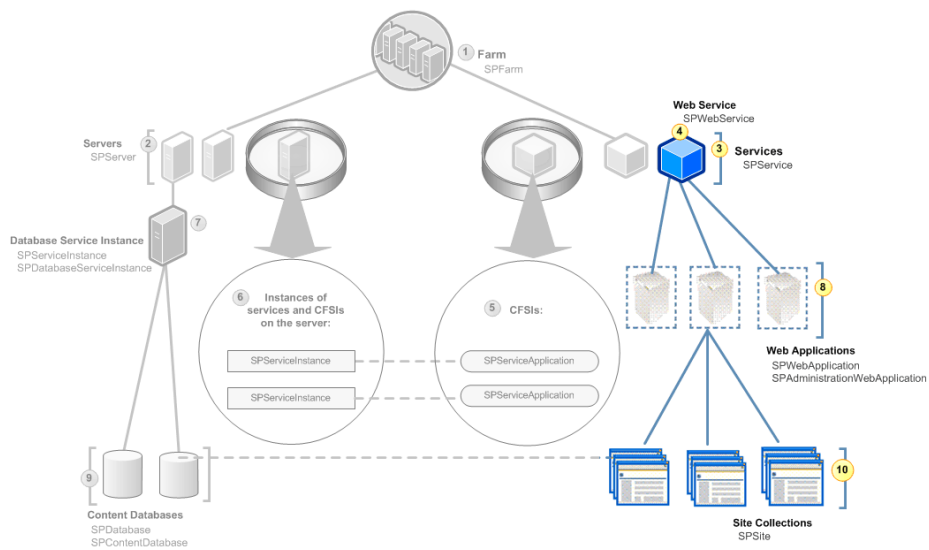 1
Farm
SPFarm
Web Service
SPWebService
4
2
Servers
SPServer
3
Services
SPService
7
Database Service Instance
SPServiceInstance
SPDatabaseServiceInstance
6
Instances of
services and CFSIs
on the server:
5
CFSIs:
8
SPServiceInstance
SPServiceApplication
SPServiceInstance
SPServiceApplication
Web Applications
SPWebApplication
SPAdministrationWebApplication
9
10
Content Databases
SPDatabase
SPContentDatabase
Site Collections
SPSite